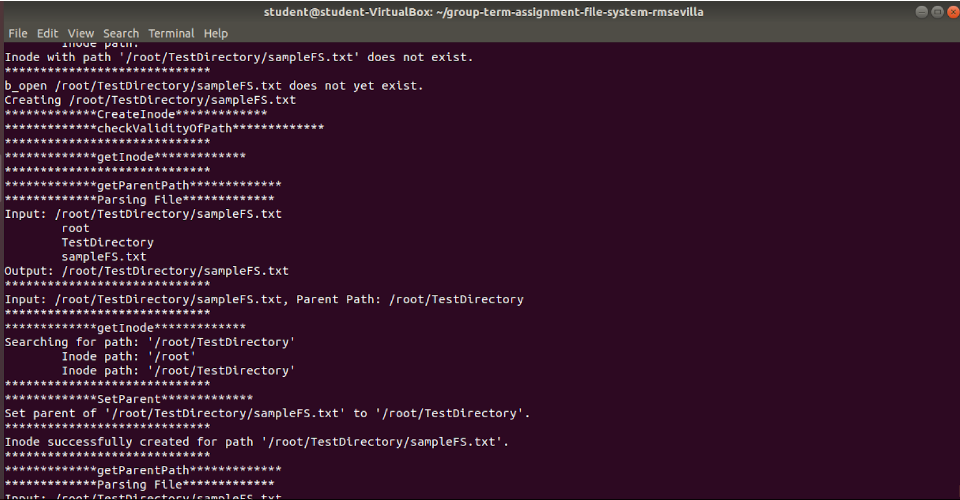 student@student-VirtualBox: ~/group-term-assignment-file-system-rmsevilla
File Edit View Search Terminal Help
Inode path:
Inode with path '/root/TestDirectory/sampleFS.txt' does not exist.
*****************************
b_open /root/TestDirectory/sampleFS.txt does not yet exist.
Creating /root/TestDirectory/sampleFS.txt
*************CreateInode*************
*************checkValidityOfPath*************
*****************************
*************getInode*************
*****************************
*************getParentPath*************
*************Parsing File*************
Input: /root/TestDirectory/sampleFS.txt
root
TestDirectory
sampleFS.txt
Output: /root/TestDirectory/sampleFS.txt
*****************************
Input: /root/TestDirectory/sampleFS.txt, Parent Path: /root/TestDirectory
*****************************
*************getInode*************
Searching for path: '/root/TestDirectory'
Inode path: '/root'
Inode path: '/root/TestDirectory'
*****************************
*************SetParent*************
Set parent of '/root/TestDirectory/sampleFS.txt' to '/root/TestDirectory'.
*****************************
Inode successfully created for path '/root/TestDirectory/sampleFS.txt'.
*****************************
*************getParentPath*************
*************Parsing File*************
Input: /root/TestDirectory/sampleFS.txt